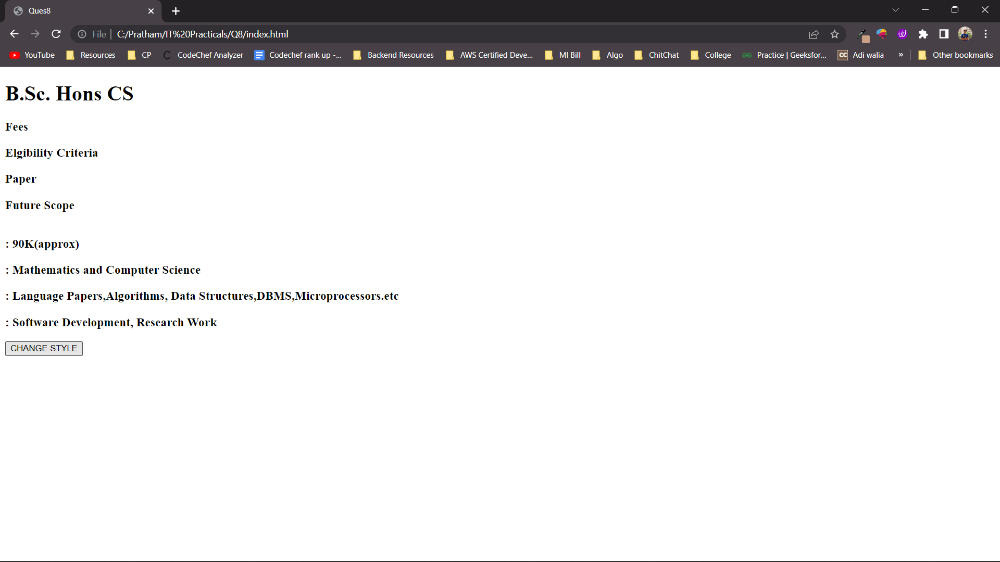 Ques8
File | C:/Pratham/IT%20Practicals/Q8/index.html
YouTube Resources CP CodeChef Analyzer Codechef rank up -... Backend Resources AWS Certified Deve... MI Bill Algo ChitChat College Practice | Geeksfor... CC Adi walia » Other bookmarks
B.Sc. Hons CS
Fees
Elgibility Criteria
Paper
Future Scope
: 90K(approx)
: Mathematics and Computer Science
: Language Papers,Algorithms, Data Structures,DBMS,Microprocessors.etc
: Software Development, Research Work
CHANGE STYLE